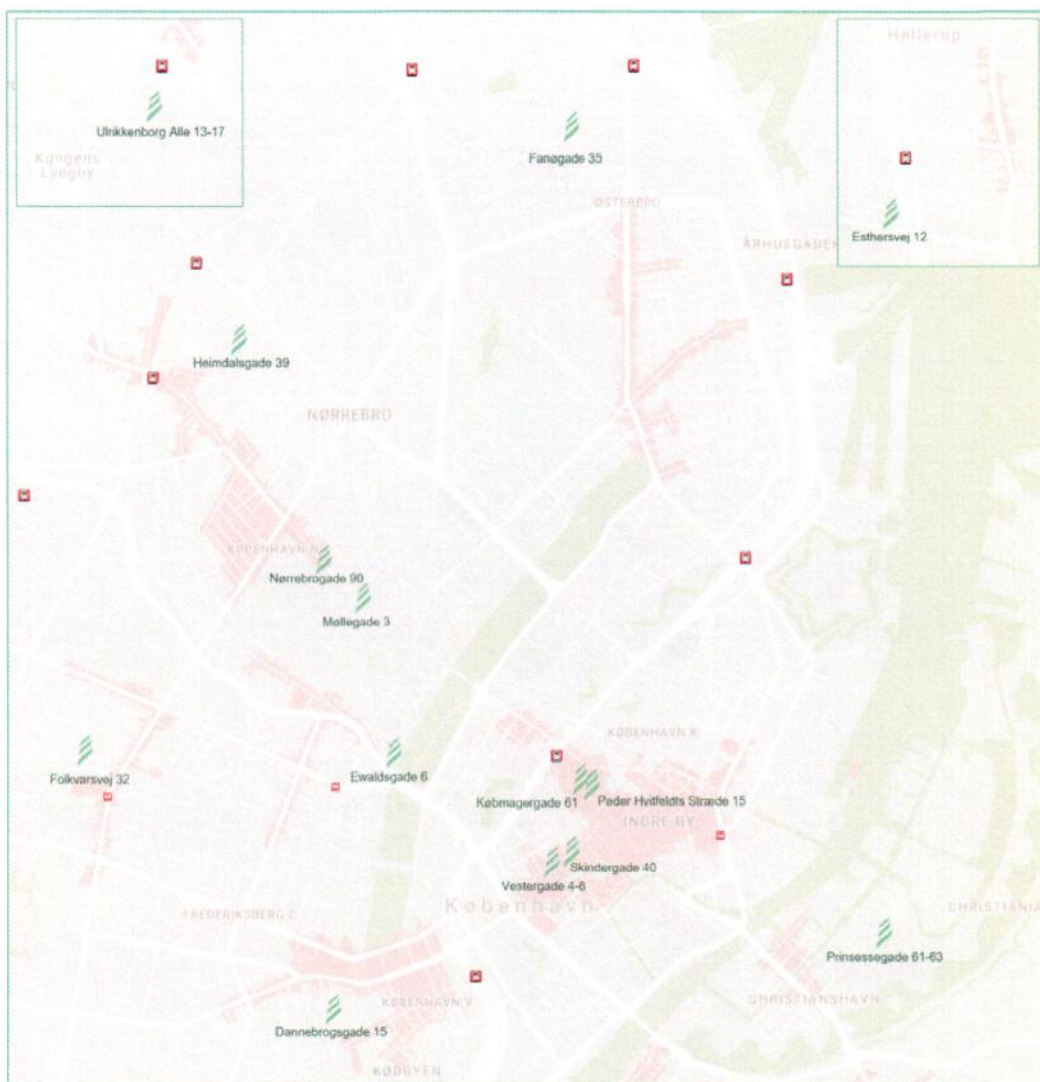 Hellerup
Ulrikkenborg Alle 13-17
Kongens
Lyngby
Fanøgade 35
ØSTERBRO
Esthersvej 12
ÅRHUSGADEN
Heimdalsgade 39
NØRREBRO
KØBENHAVN N
Nørrebrogade 90
Møllegade 3
KØBENHAVN K
Folkvarsvej 32
Ewaldsgade 6
Købmagergade 61
Peder Hvitfeldts Stræde 15
INDRE BY
Skindergade 40
Vestergade 4-6
København
FREDERIKSBERG C
CHRISTIANIA
Prinsessegade 61-63
KØBENHAVN V
CHRISTIANSHAVN
Dannebrogsgade 15
KØDBYEN